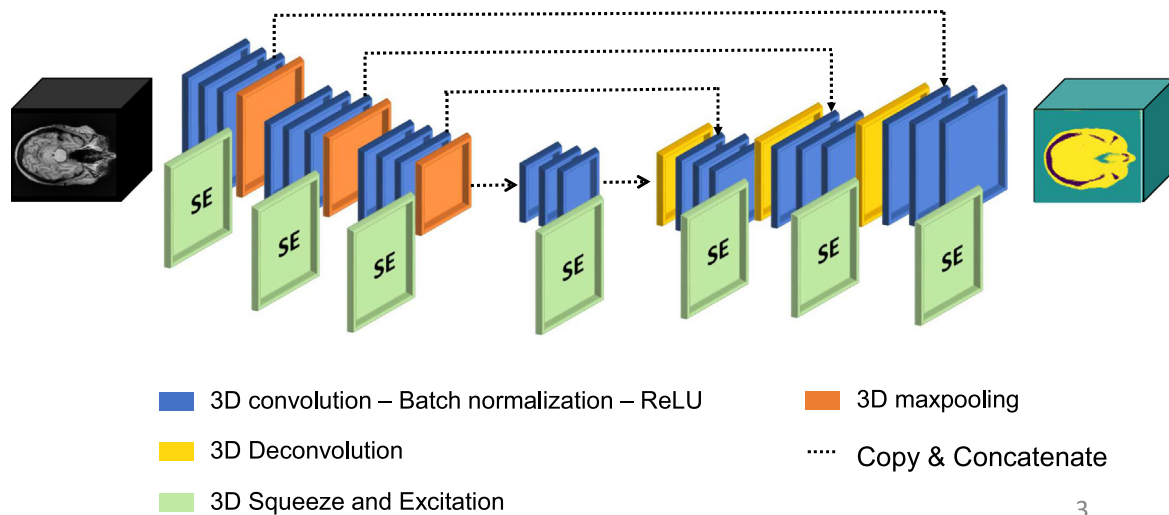 SE
SE
SE
SE
SE
SE
SE
3D convolution – Batch normalization – ReLU
3D maxpooling
3D Deconvolution
Copy & Concatenate
3D Squeeze and Excitation
3